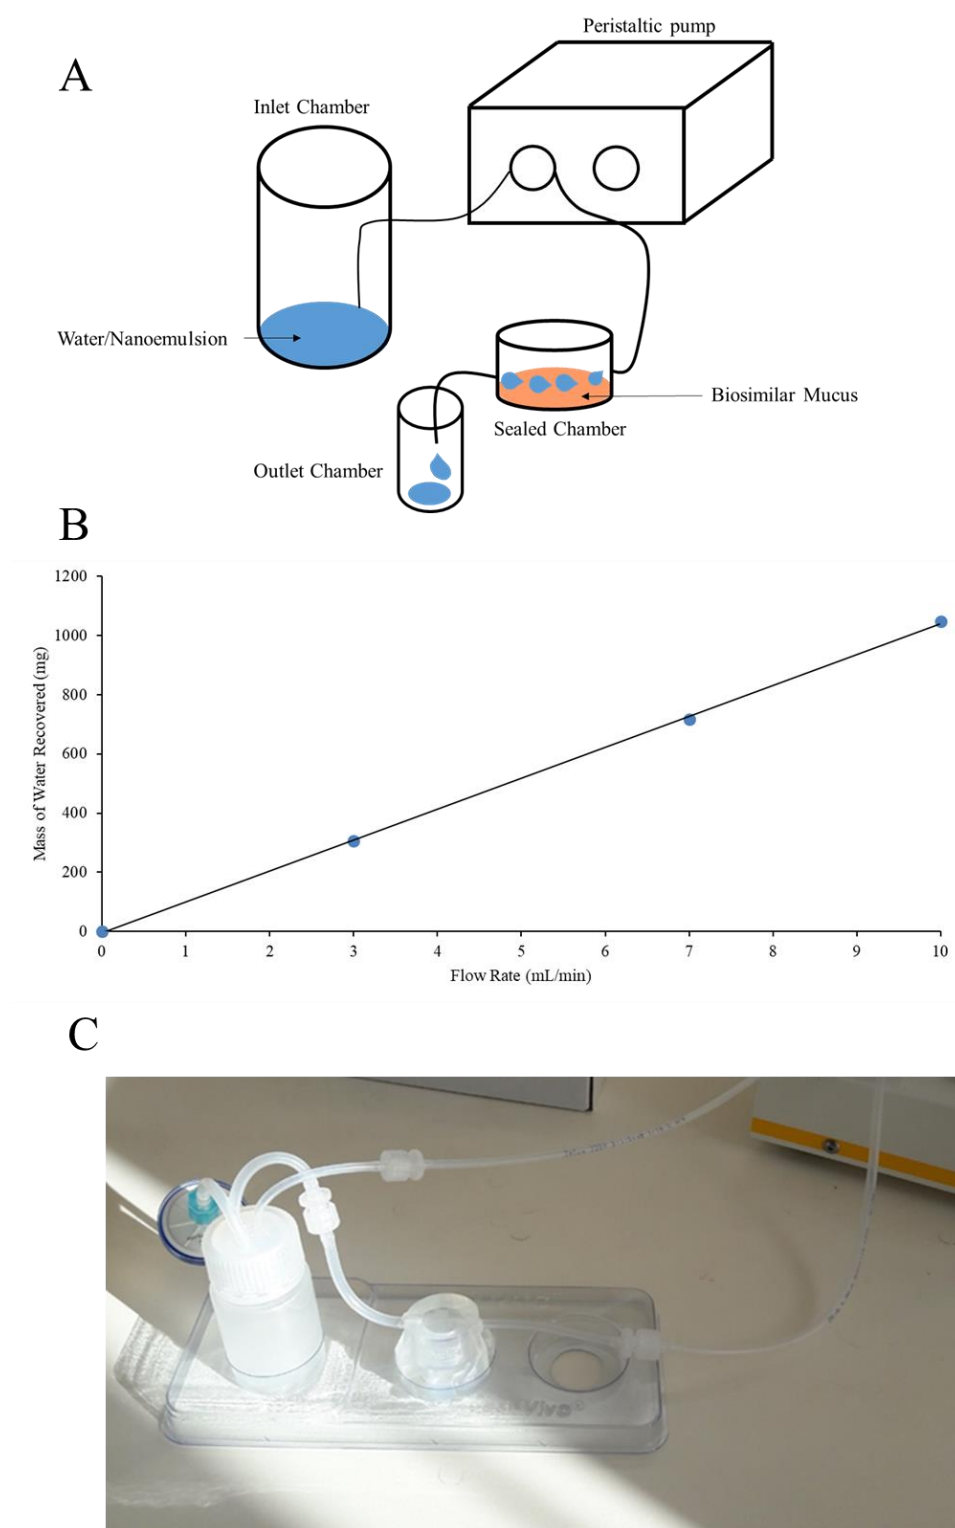 A
Peristaltic pump
Inlet Chamber
Water/Nanoemulsion
Biosimilar Mucus
Sealed Chamber
Outlet Chamber
B
1200
1000
800
600
400
200
0
Mass of Water Recovered (mg)
0 1 2 3 4 5 6 7 8 9 10
Flow Rate (mL/min)
C